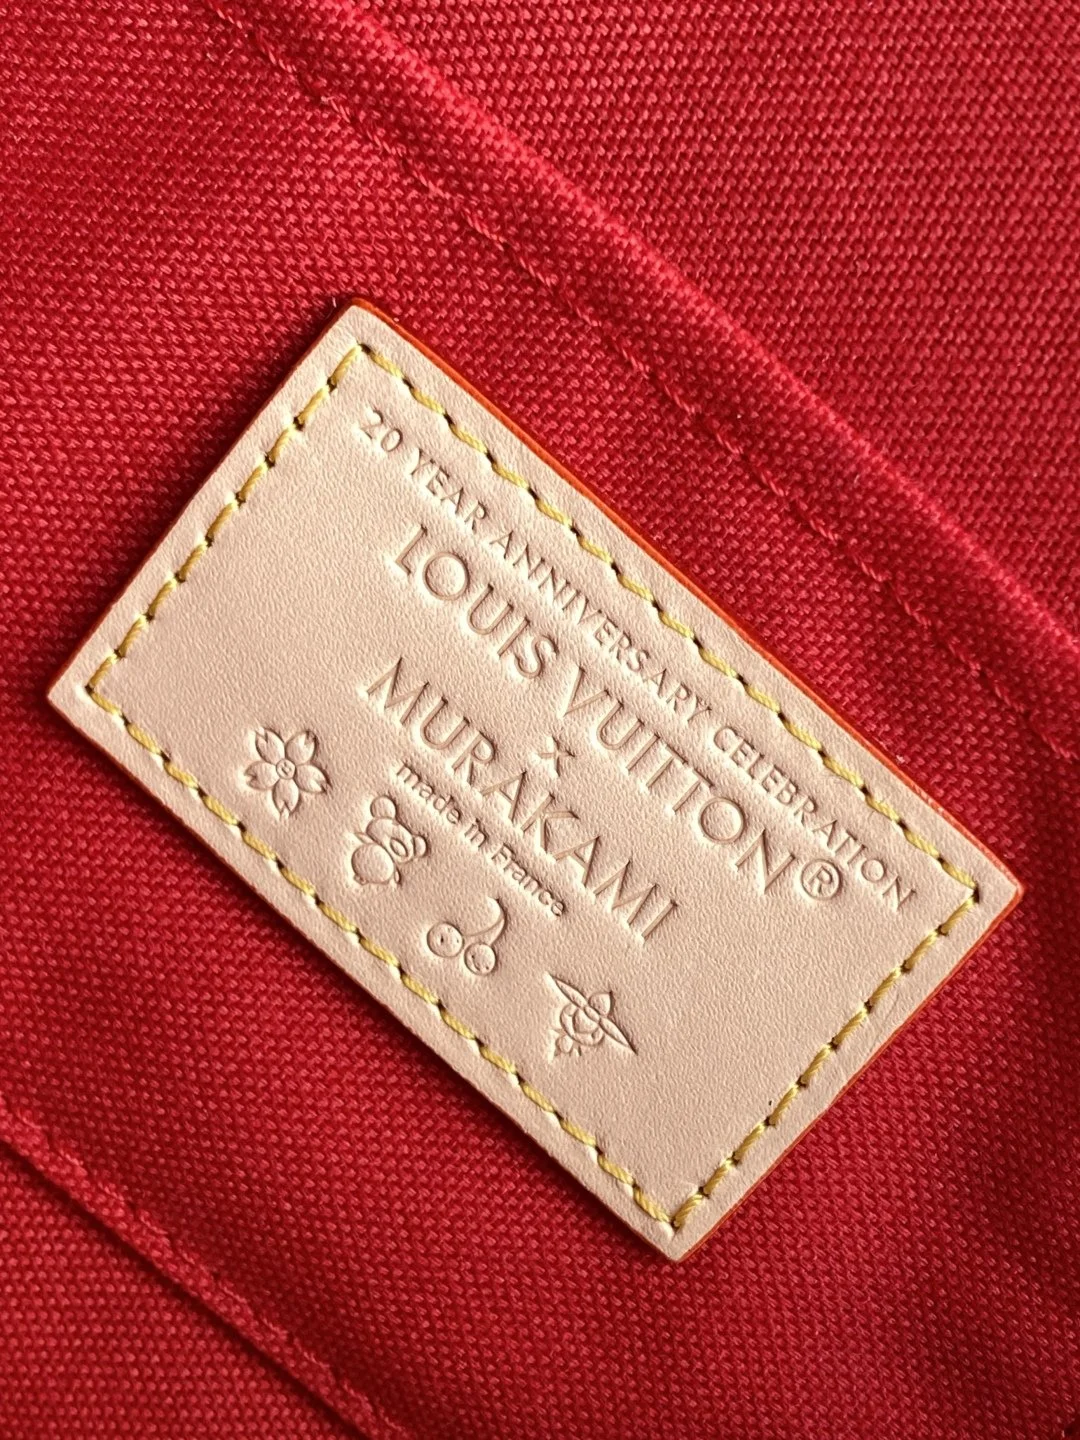 20 YEAR ANNIVERSARY CELEBRATION
LOUIS VUITTON®
×
MURAKAMI
made in France